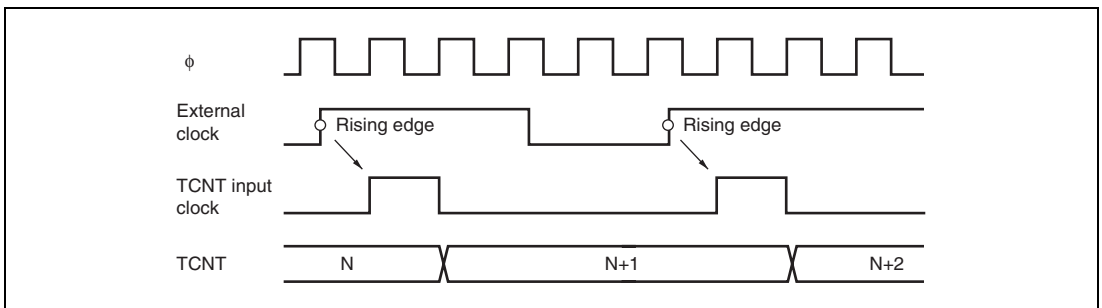 ϕ
External
clock
Rising edge
Rising edge
TCNT input
clock
TCNT
N
N+1
N+2